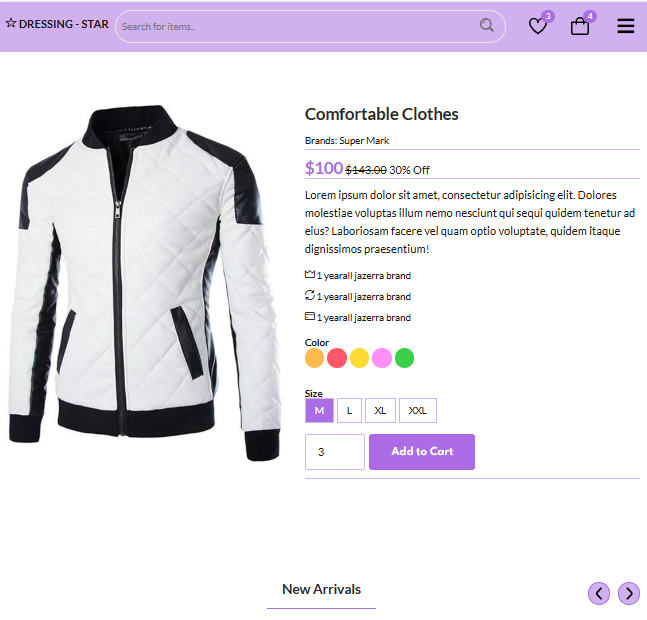 DRESSING - STAR
Search for items..
3
4
Comfortable Clothes
Brands: Super Mark
$100 $143.00 30% Off
Lorem ipsum dolor sit amet, consectetur adipisicing elit. Dolores
molestiae voluptas illum nemo nesciunt qui sequi quidem tenetur ad
eius? Laboriosam facere vel quam optio voluptate, quidem itaque
dignissimos praesentium!
1 yearall jazerra brand
1 yearall jazerra brand
1 yearall jazerra brand
Color
Size
M L XL XXL
3 Add to Cart
New Arrivals